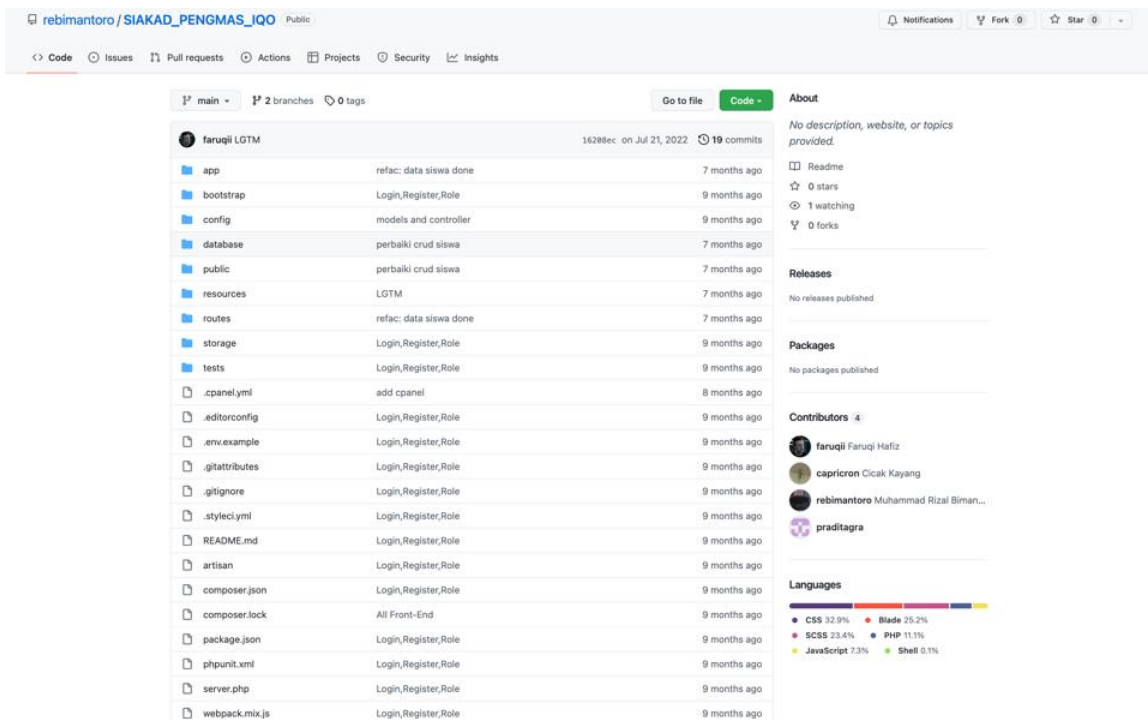 rebimantoro / SIAKAD_PENGMAS_IQO Public
Notifications Fork 0 Star 0
Code Issues Pull requests Actions Projects Security Insights
main 2 branches 0 tags Go to file Code
faruqii LGTM 16208ec on Jul 21, 2022 19 commits
app refac: data siswa done 7 months ago
bootstrap Login,Register,Role 9 months ago
config models and controller 9 months ago
database perbaiki crud siswa 7 months ago
public perbaiki crud siswa 7 months ago
resources LGTM 7 months ago
routes refac: data siswa done 7 months ago
storage Login,Register,Role 9 months ago
tests Login,Register,Role 9 months ago
.cpanel.yml add cpanel 8 months ago
.editorconfig Login,Register,Role 9 months ago
.env.example Login,Register,Role 9 months ago
.gitattributes Login,Register,Role 9 months ago
.gitignore Login,Register,Role 9 months ago
.styleci.yml Login,Register,Role 9 months ago
README.md Login,Register,Role 9 months ago
artisan Login,Register,Role 9 months ago
composer.json Login,Register,Role 9 months ago
composer.lock All Front-End 9 months ago
package.json Login,Register,Role 9 months ago
phpunit.xml Login,Register,Role 9 months ago
server.php Login,Register,Role 9 months ago
webpack.mix.js Login,Register,Role 9 months ago
About
No description, website, or topics
provided.
Readme
0 stars
1 watching
0 forks
Releases
No releases published
Packages
No packages published
Contributors 4
faruqii Faruqi Hafiz
capricron Cicak Kayang
rebimantoro Muhammad Rizal Biman...
praditagra
Languages
CSS 32.9% Blade 25.2%
SCSS 23.4% PHP 11.1%
JavaScript 7.3% Shell 0.1%